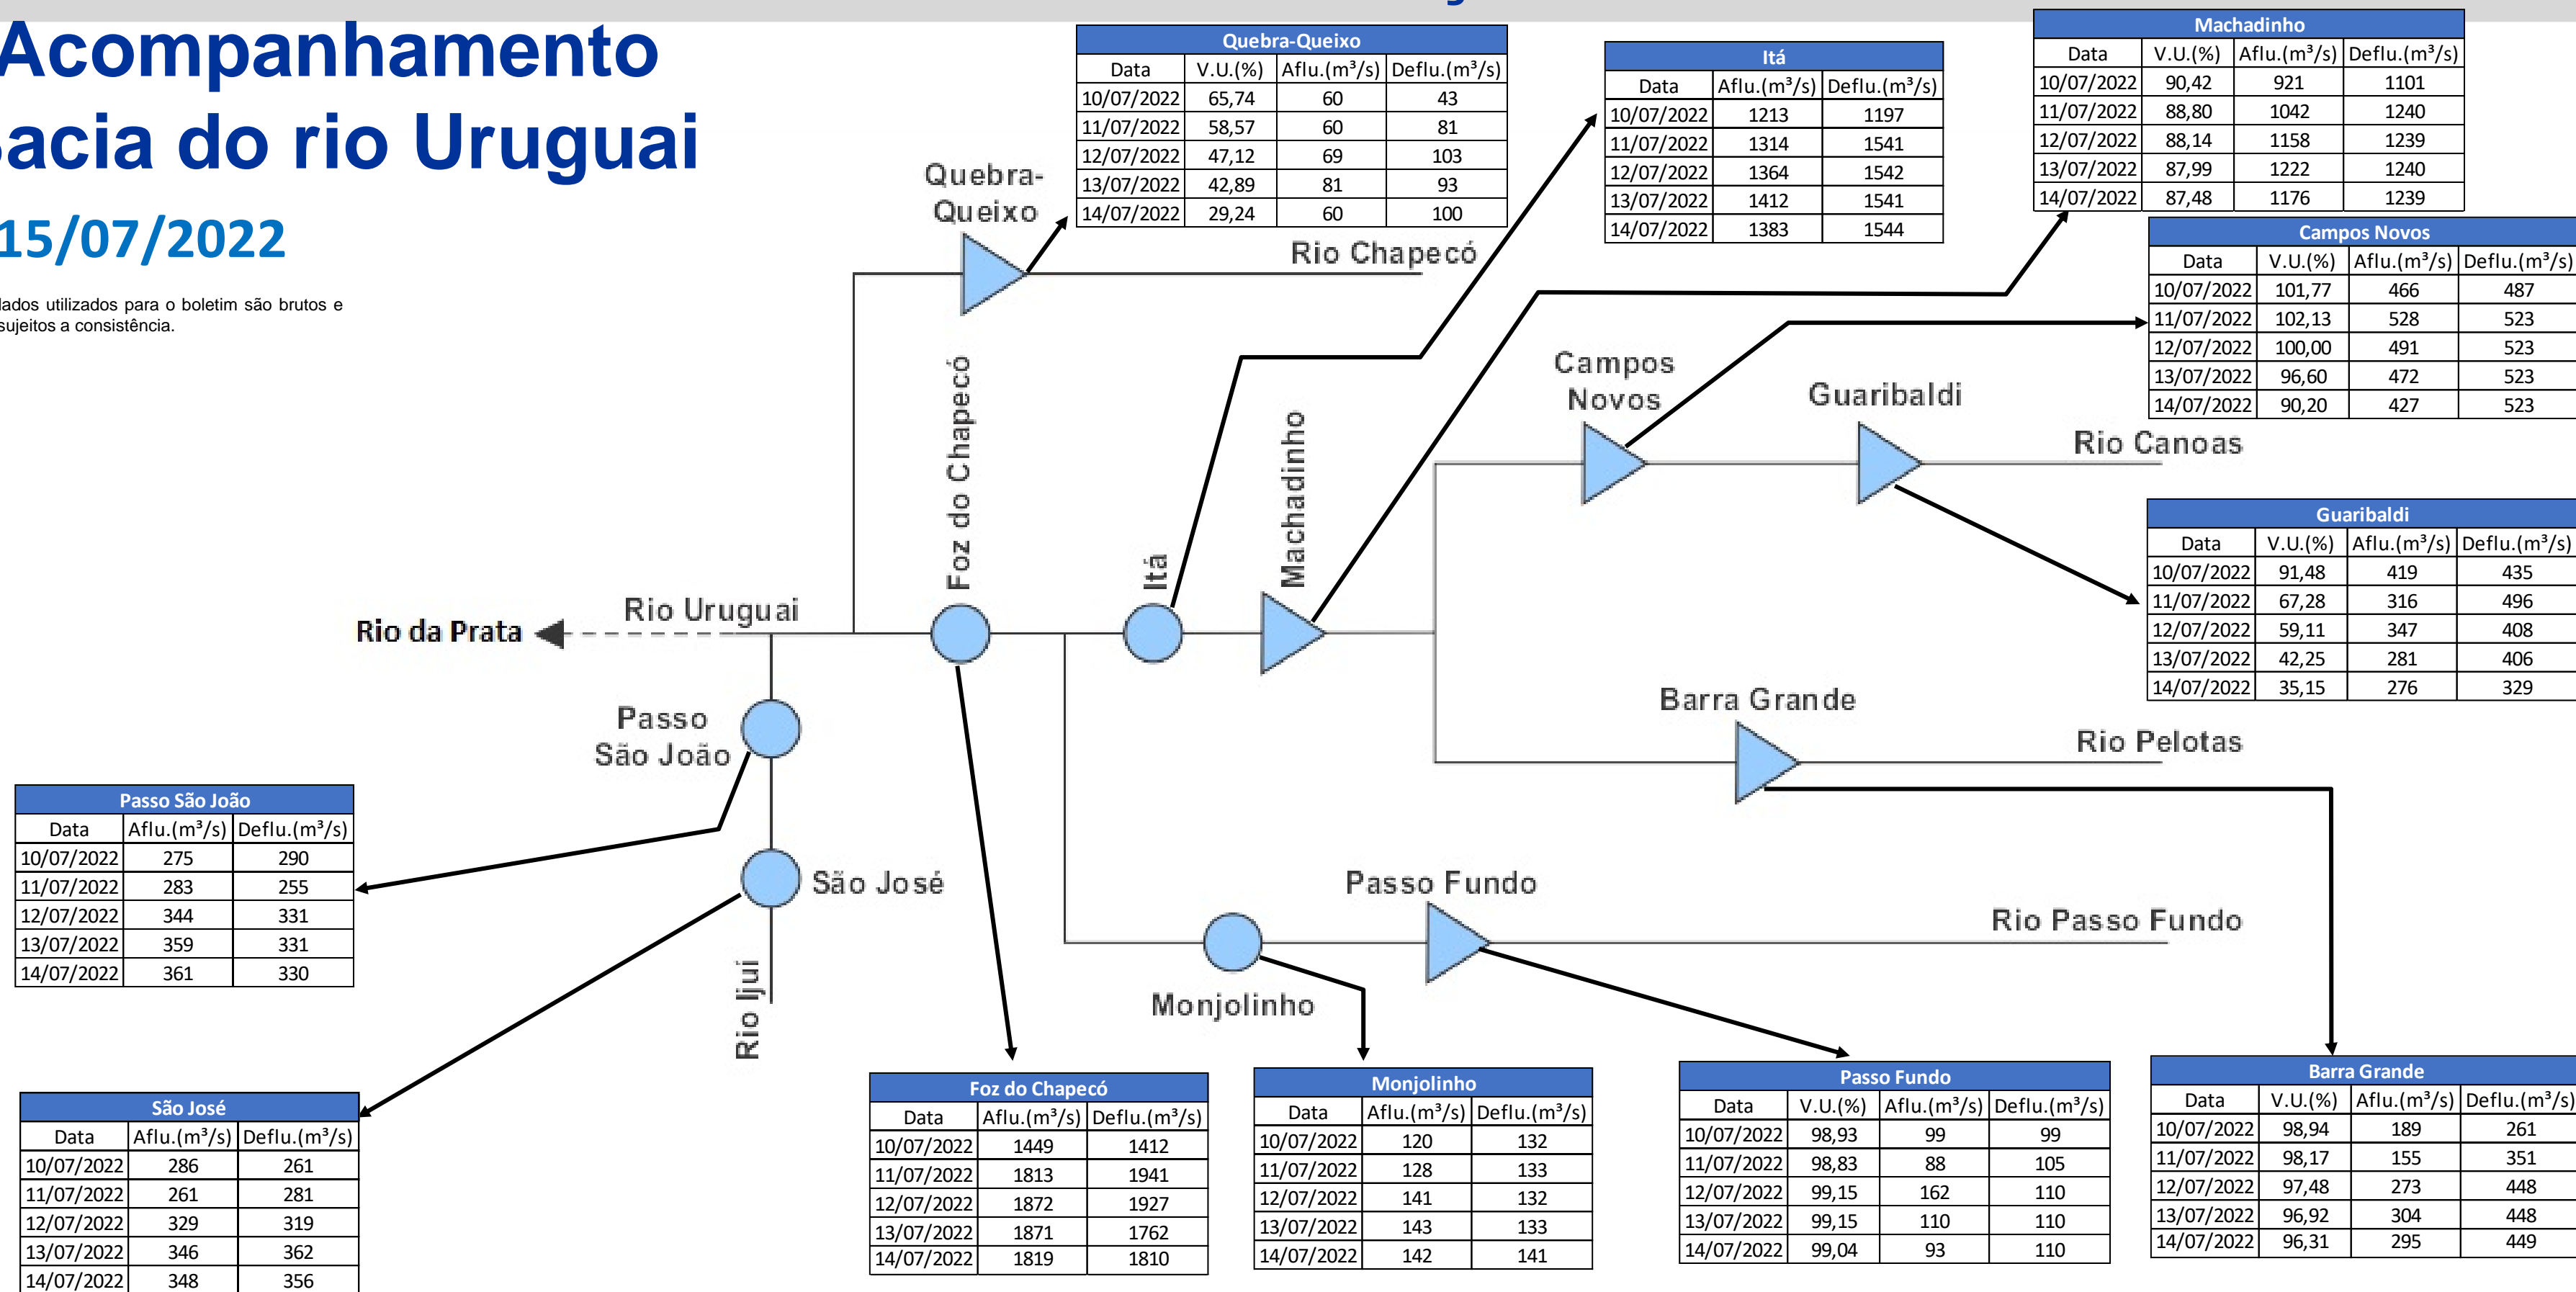 Acompanhamento
Bacia do rio Uruguai
15/07/2022
dados utilizados para o boletim são brutos e
sujeitos a consistência.
Quebra-Queixo
Data V.U.(%) Aflu.(m³/s) Deflu.(m³/s)
10/07/2022 65,74 60 43
11/07/2022 58,57 60 81
12/07/2022 47,12 69 103
13/07/2022 42,89 81 93
14/07/2022 29,24 60 100
Itá
Data Aflu.(m³/s) Deflu.(m³/s)
10/07/2022 1213 1197
11/07/2022 1314 1541
12/07/2022 1364 1542
13/07/2022 1412 1541
14/07/2022 1383 1544
Machadinho
Data V.U.(%) Aflu.(m³/s) Deflu.(m³/s)
10/07/2022 90,42 921 1101
11/07/2022 88,80 1042 1240
12/07/2022 88,14 1158 1239
13/07/2022 87,99 1222 1240
14/07/2022 87,48 1176 1239
Campos Novos
Data V.U.(%) Aflu.(m³/s) Deflu.(m³/s)
10/07/2022 101,77 466 487
11/07/2022 102,13 528 523
12/07/2022 100,00 491 523
13/07/2022 96,60 472 523
14/07/2022 90,20 427 523
Quebra-
Queixo
Rio Chapecó
Foz do Chapecó
Itá
Machadinho
Campos
Novos
Guaribaldi
Rio Canoas
Guaribaldi
Data V.U.(%) Aflu.(m³/s) Deflu.(m³/s)
10/07/2022 91,48 419 435
11/07/2022 67,28 316 496
12/07/2022 59,11 347 408
13/07/2022 42,25 281 406
14/07/2022 35,15 276 329
Rio da Prata
Rio Uruguai
Passo
São João
Barra Grande
Rio Pelotas
São José
Passo Fundo
Rio Passo Fundo
Rio Ijui
Monjolinho
Passo São João
Data Aflu.(m³/s) Deflu.(m³/s)
10/07/2022 275 290
11/07/2022 283 255
12/07/2022 344 331
13/07/2022 359 331
14/07/2022 361 330
São José
Data Aflu.(m³/s) Deflu.(m³/s)
10/07/2022 286 261
11/07/2022 261 281
12/07/2022 329 319
13/07/2022 346 362
14/07/2022 348 356
Foz do Chapecó
Data Aflu.(m³/s) Deflu.(m³/s)
10/07/2022 1449 1412
11/07/2022 1813 1941
12/07/2022 1872 1927
13/07/2022 1871 1762
14/07/2022 1819 1810
Monjolinho
Data Aflu.(m³/s) Deflu.(m³/s)
10/07/2022 120 132
11/07/2022 128 133
12/07/2022 141 132
13/07/2022 143 133
14/07/2022 142 141
Passo Fundo
Data V.U.(%) Aflu.(m³/s) Deflu.(m³/s)
10/07/2022 98,93 99 99
11/07/2022 98,83 88 105
12/07/2022 99,15 162 110
13/07/2022 99,15 110 110
14/07/2022 99,04 93 110
Barra Grande
Data V.U.(%) Aflu.(m³/s) Deflu.(m³/s)
10/07/2022 98,94 189 261
11/07/2022 98,17 155 351
12/07/2022 97,48 273 448
13/07/2022 96,92 304 448
14/07/2022 96,31 295 449